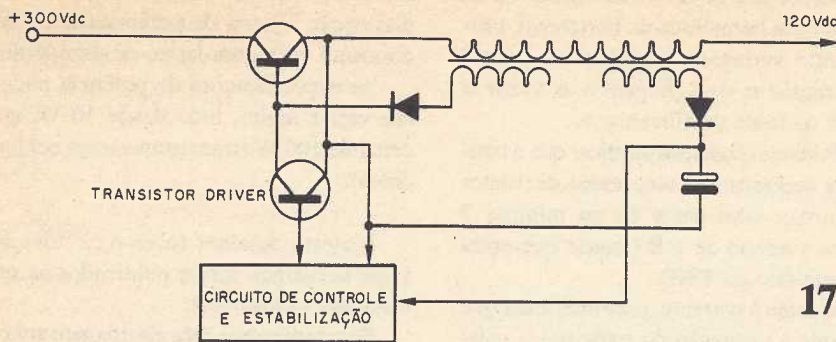 +300Vdc
120Vdc
TRANSISTOR DRIVER
CIRCUITO DE CONTROLE
E ESTABILIZAÇÃO
17